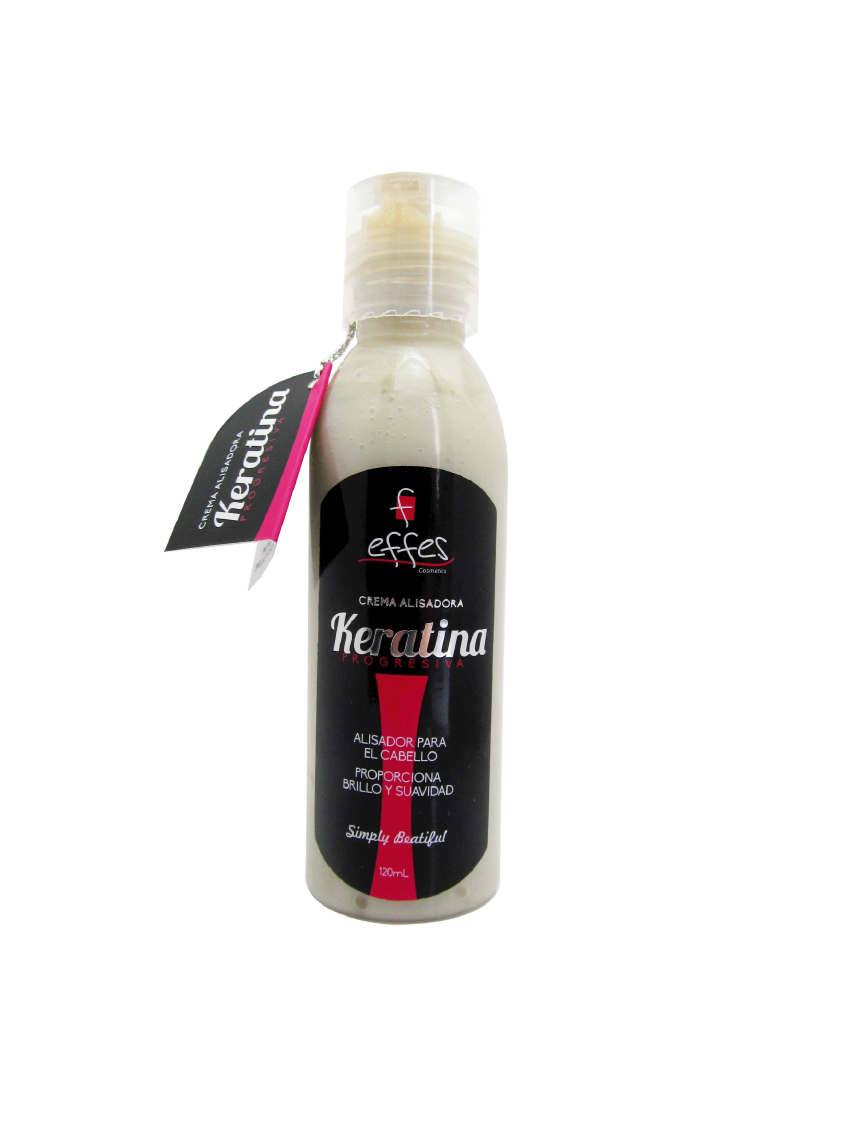 f
effes
Cosmetics
CREMA ALISADORA
Keratina
PROGRESIVA
ALISADOR PARA
EL CABELLO
PROPORCIONA
BRILLO Y SUAVIDAD
Simply Beatiful
120mL
CREMA ALISADORA
Keratina
PROGRESIVA